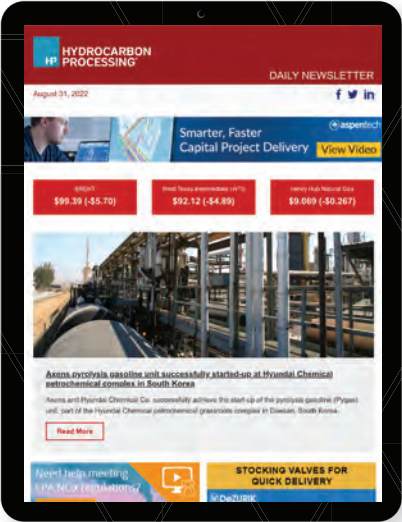 HP
HYDROCARBON
PROCESSING®
DAILY NEWSLETTER
August 31, 2022
aspentech
Smarter, Faster
Capital Project Delivery
View Video
BRENT
West Texas Intermediate (WTI)
Henry Hub Natural Gas
$99.39 (-$5.70)
$92.12 (-$4.89)
$9.069 (-$0.267)
Axens pyrolysis gasoline unit successfully started-up at Hyundai Chemical
petrochemical complex in South Korea
Axens and Hyundai Chemical Co. successfully achieve the start-up of the pyrolysis gasoline (Pygas)
unit, part of the Hyundai Chemical petrochemical grassroots complex in Daesan, South Korea.
Read More
Need help meeting
EPA NOx regulations?
STOCKING VALVES FOR
QUICK DELIVERY
DeZURIK